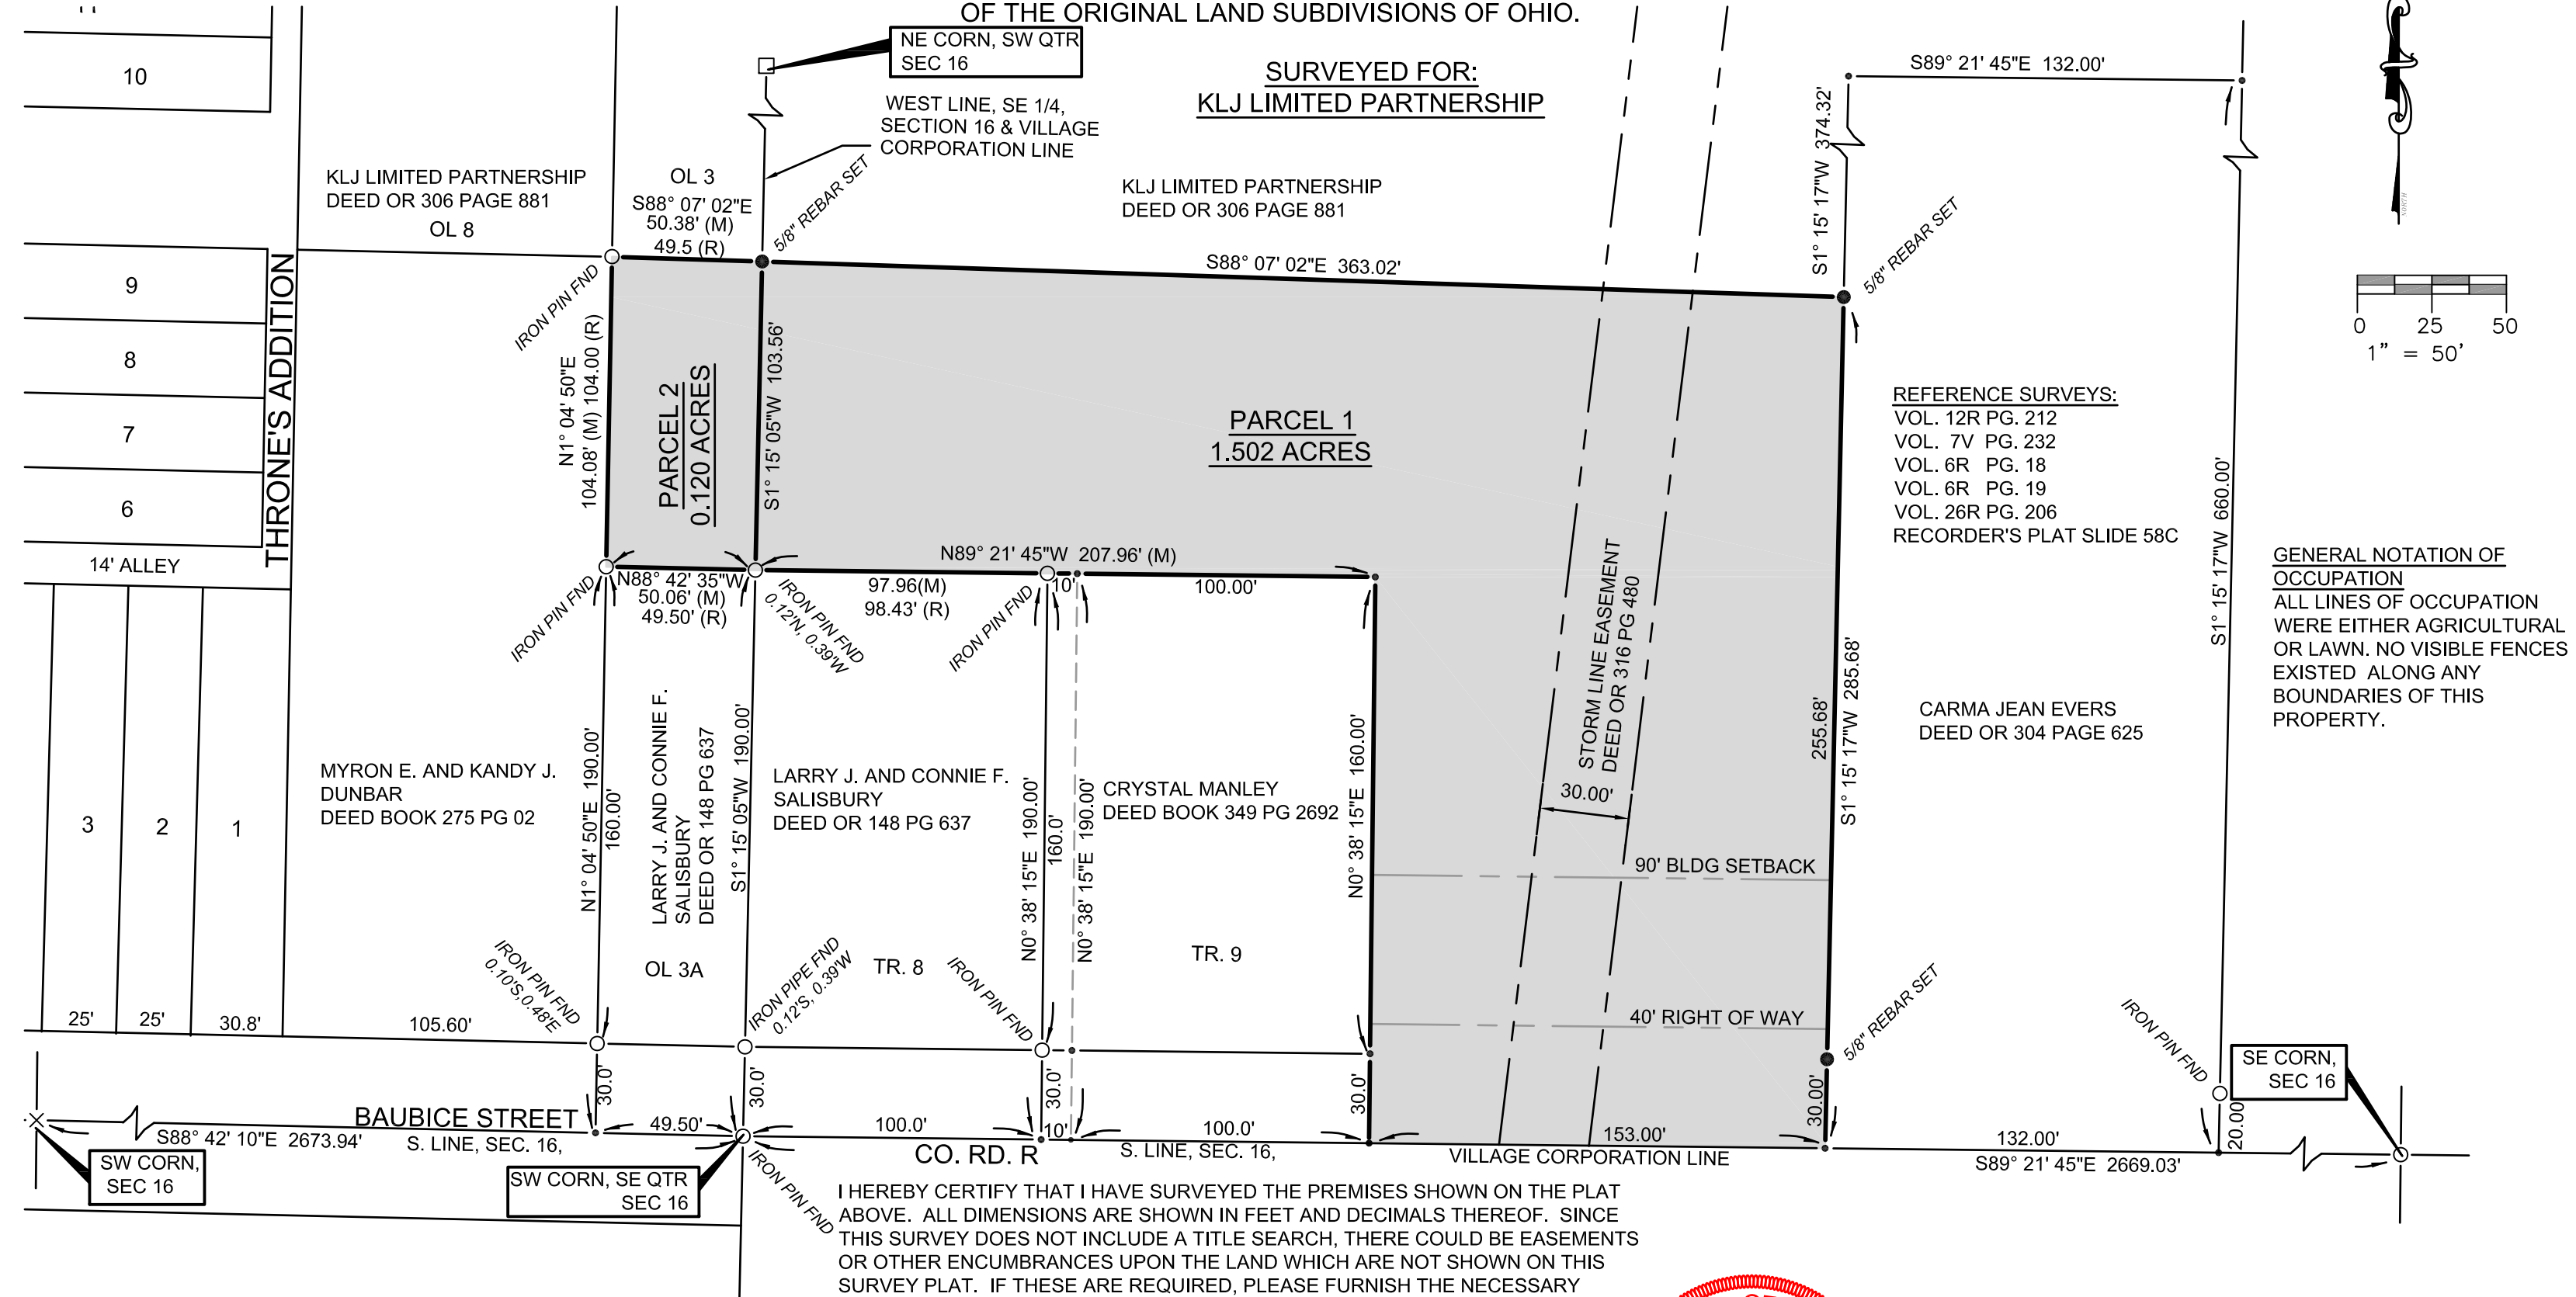 OF THE ORIGINAL LAND SUBDIVISIONS OF OHIO.
NE CORN, SW QTR
SEC 16
SURVEYED FOR:
KLJ LIMITED PARTNERSHIP
WEST LINE, SE 1/4,
SECTION 16 & VILLAGE
CORPORATION LINE
S89° 21' 45"E 132.00'
S1° 15' 17"W 374.32'
10
KLJ LIMITED PARTNERSHIP
DEED OR 306 PAGE 881
OL 8
OL 3
S88° 07' 02"E
50.38' (M)
49.5 (R)
5/8" REBAR SET
KLJ LIMITED PARTNERSHIP
DEED OR 306 PAGE 881
S88° 07' 02"E 363.02'
5/8" REBAR SET
NORTH
0 25 50
1" = 50'
9
8
7
6
14' ALLEY
THRONE'S ADDITION
IRON PIN FND
N1° 04' 50"E
104.08' (M) 104.00 (R)
PARCEL 2
0.120 ACRES
S1° 15' 05"W 103.56'
PARCEL 1
1.502 ACRES
REFERENCE SURVEYS:
VOL. 12R PG. 212
VOL. 7V PG. 232
VOL. 6R PG. 18
VOL. 6R PG. 19
VOL. 26R PG. 206
RECORDER'S PLAT SLIDE 58C
S1° 15' 17"W 660.00'
GENERAL NOTATION OF
OCCUPATION
ALL LINES OF OCCUPATION
WERE EITHER AGRICULTURAL
OR LAWN. NO VISIBLE FENCES
EXISTED ALONG ANY
BOUNDARIES OF THIS
PROPERTY.
N89° 21' 45"W 207.96' (M)
N88° 42' 35"W
50.06' (M)
49.50' (R)
97.96(M)
98.43' (R)
10'
100.00'
IRON PIN FND
IRON PIN FND
0.12'N, 0.39'W
IRON PIN FND
STORM LINE EASEMENT
DEED OR 316 PG 480
30.00'
255.68'
S1° 15' 17"W 285.68'
CARMA JEAN EVERS
DEED OR 304 PAGE 625
3
2
1
MYRON E. AND KANDY J.
DUNBAR
DEED BOOK 275 PG 02
N1° 04' 50"E 190.00'
160.00'
LARRY J. AND CONNIE F.
SALISBURY
DEED OR 148 PG 637
S1° 15' 05"W 190.00'
LARRY J. AND CONNIE F.
SALISBURY
DEED OR 148 PG 637
N0° 38' 15"E 190.00'
160.0'
N0° 38' 15"E 190.00'
CRYSTAL MANLEY
DEED BOOK 349 PG 2692
N0° 38' 15"E 160.00'
90' BLDG SETBACK
OL 3A
TR. 8
TR. 9
IRON PIN FND
0.10'S,0.48'E
IRON PIPE FND
0.12'S, 0.39'W
IRON PIN FND
40' RIGHT OF WAY
5/8" REBAR SET
IRON PIN FND
SE CORN,
SEC 16
25'
25'
30.8'
105.60'
30.0'
30.0'
30.0'
30.0'
30.00'
20.00
BAUBICE STREET
S88° 42' 10"E 2673.94'
S. LINE, SEC. 16,
49.50'
100.0'
10'
100.0'
153.00'
132.00'
CO. RD. R
S. LINE, SEC. 16,
VILLAGE CORPORATION LINE
S89° 21' 45"E 2669.03'
SW CORN,
SEC 16
SW CORN, SE QTR
SEC 16
IRON PIN FND
I HEREBY CERTIFY THAT I HAVE SURVEYED THE PREMISES SHOWN ON THE PLAT
ABOVE. ALL DIMENSIONS ARE SHOWN IN FEET AND DECIMALS THEREOF. SINCE
THIS SURVEY DOES NOT INCLUDE A TITLE SEARCH, THERE COULD BE EASEMENTS
OR OTHER ENCUMBRANCES UPON THE LAND WHICH ARE NOT SHOWN ON THIS
SURVEY PLAT. IF THESE ARE REQUIRED, PLEASE FURNISH THE NECESSARY